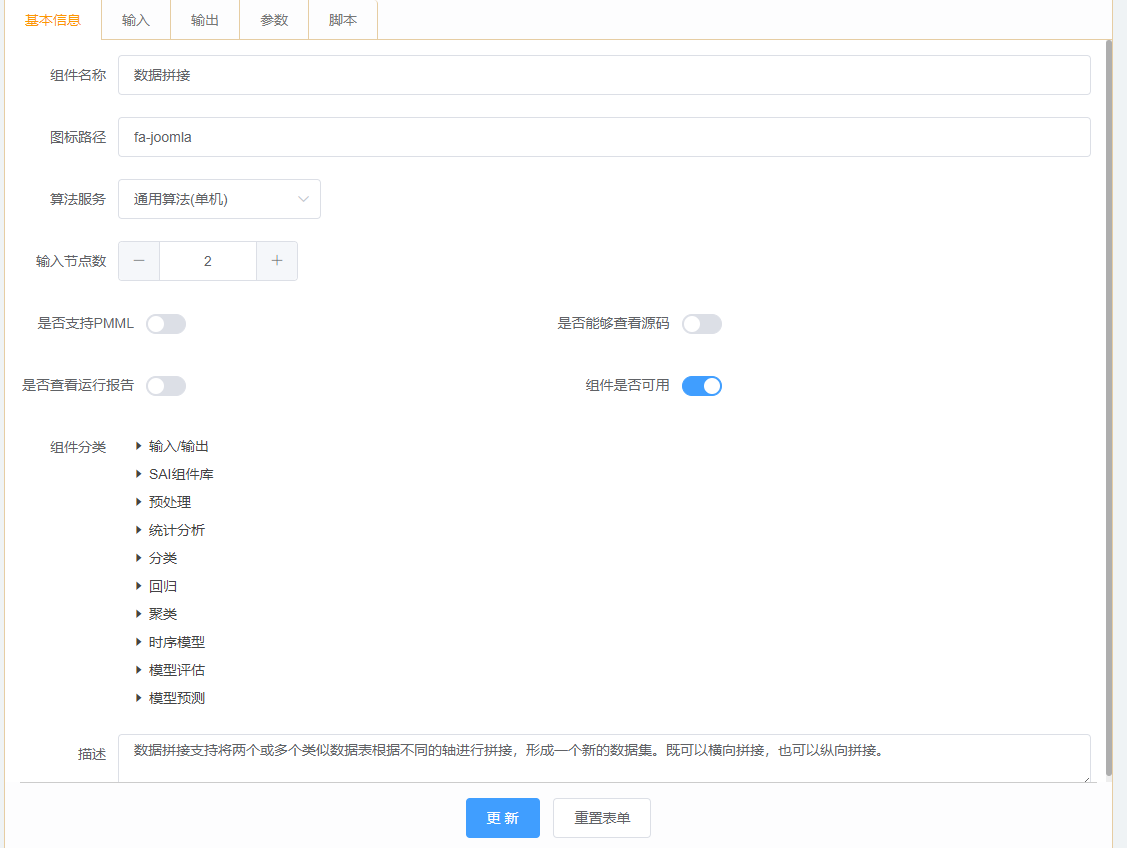 基本信息 输入 输出 参数 脚本
组件名称 数据拼接
图标路径 fa-joomla
算法服务 通用算法(单机)
输入节点数 — 2 +
是否支持PMML 是否能够查看源码
是否查看运行报告 组件是否可用
组件分类 输入/输出
SAI组件库
预处理
统计分析
分类
回归
聚类
时序模型
模型评估
模型预测
描述 数据拼接支持将两个或多个类似数据表根据不同的轴进行拼接，形成一个新的数据集。既可以横向拼接，也可以纵向拼接。
更新 重置表单